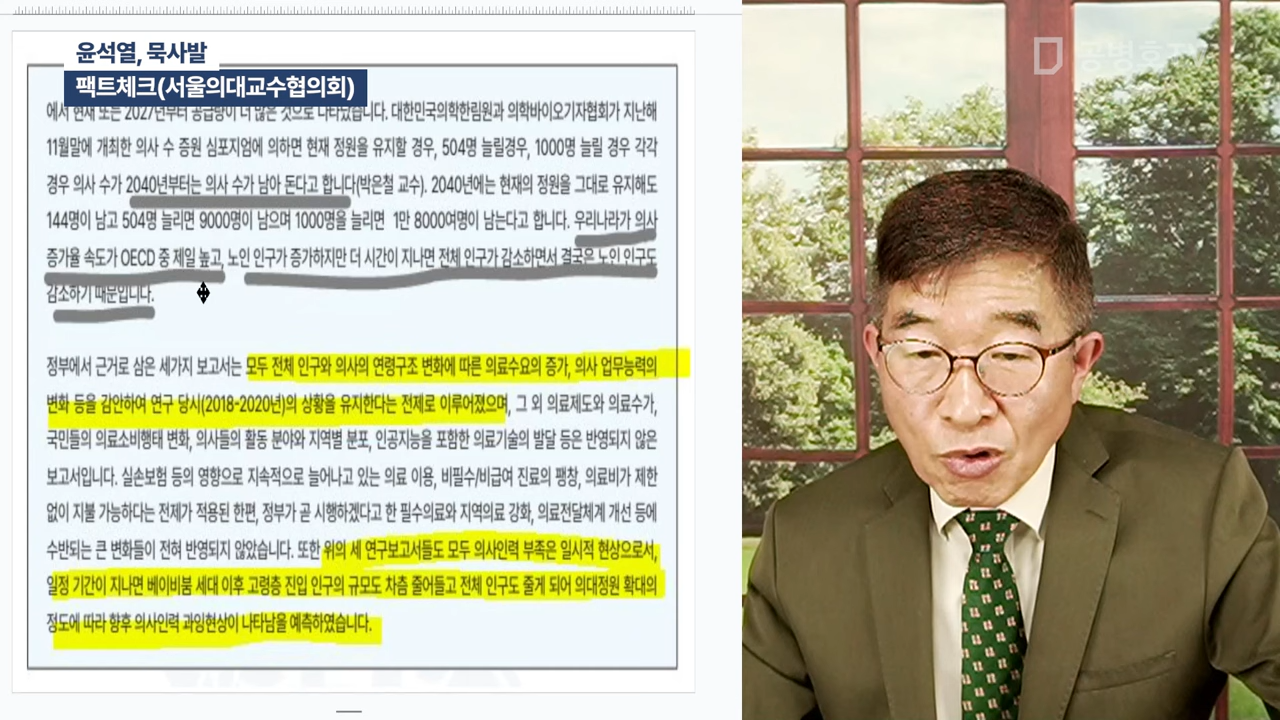 윤석열, 묵사발
팩트체크(서울의대교수협의회)
에서 현재 또는 2027년부터 공급량이 더 많은 것으로 나타났습니다. 대한민국의학한림원과 의학바이오기자협회가 지난해
11월말에 개최한 의사 수 증원 심포지엄에 의하면 현재 정원을 유지할 경우, 504명 늘릴경우, 1000명 늘릴 경우 각각
경우 의사 수가 2040년부터는 의사 수가 남아 돈다고 합니다(박은철 교수). 2040년에는 현재의 정원을 그대로 유지해도
144명이 남고 504명 늘리면 9000명이 남으며 1000명을 늘리면 1만 8000여명이 남는다고 합니다. 우리나라가 의사
증가율 속도가 OECD 중 제일 높고, 노인 인구가 증가하지만 더 시간이 지나면 전체 인구가 감소하면서 결국은 노인 인구도
감소하기 때문입니다.
정부에서 근거로 삼은 세가지 보고서는 모두 전체 인구와 의사의 연령구조 변화에 따른 의료수요의 증가, 의사 업무능력의
변화 등을 감안하여 연구 당시(2018-2020년)의 상황을 유지한다는 전제로 이루어졌으며, 그 외 의료제도와 의료수가,
국민들의 의료소비행태 변화, 의사들의 활동 분야와 지역별 분포, 인공지능을 포함한 의료기술의 발달 등은 반영되지 않은
보고서입니다. 실손보험 등의 영향으로 지속적으로 늘어나고 있는 의료 이용, 비필수/비급여 진료의 팽창, 의료비가 제한
없이 지불 가능하다는 전제가 적용된 한편, 정부가 곧 시행하겠다고 한 필수의료와 지역의료 강화, 의료전달체계 개선 등에
수반되는 큰 변화들이 전혀 반영되지 않았습니다. 또한 위의 세 연구보고서들도 모두 의사인력 부족은 일시적 현상으로서,
일정 기간이 지나면 베이비붐 세대 이후 고령층 진입 인구의 규모도 차츰 줄어들고 전체 인구도 줄게 되어 의대정원 확대의
정도에 따라 향후 의사인력 과잉현상이 나타남을 예측하였습니다.
공병호TV